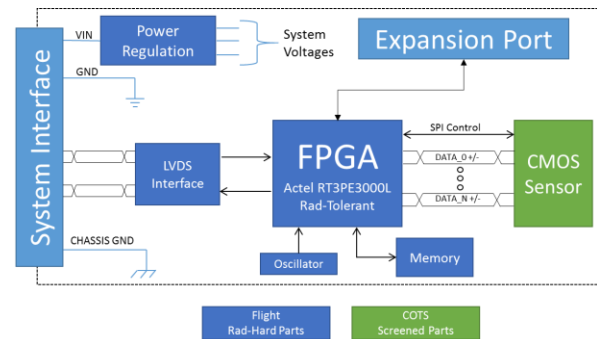 System Interface
VIN
Power
Regulation
System
Voltages
Expansion Port
GND
LVDS
Interface
FPGA
Actel RT3PE3000L
Rad-Tolerant
SPI Control
DATA_0 +/-
DATA_N +/-
CMOS
Sensor
CHASSIS GND
Oscillator
Memory
Flight
Rad-Hard Parts
COTS
Screened Parts